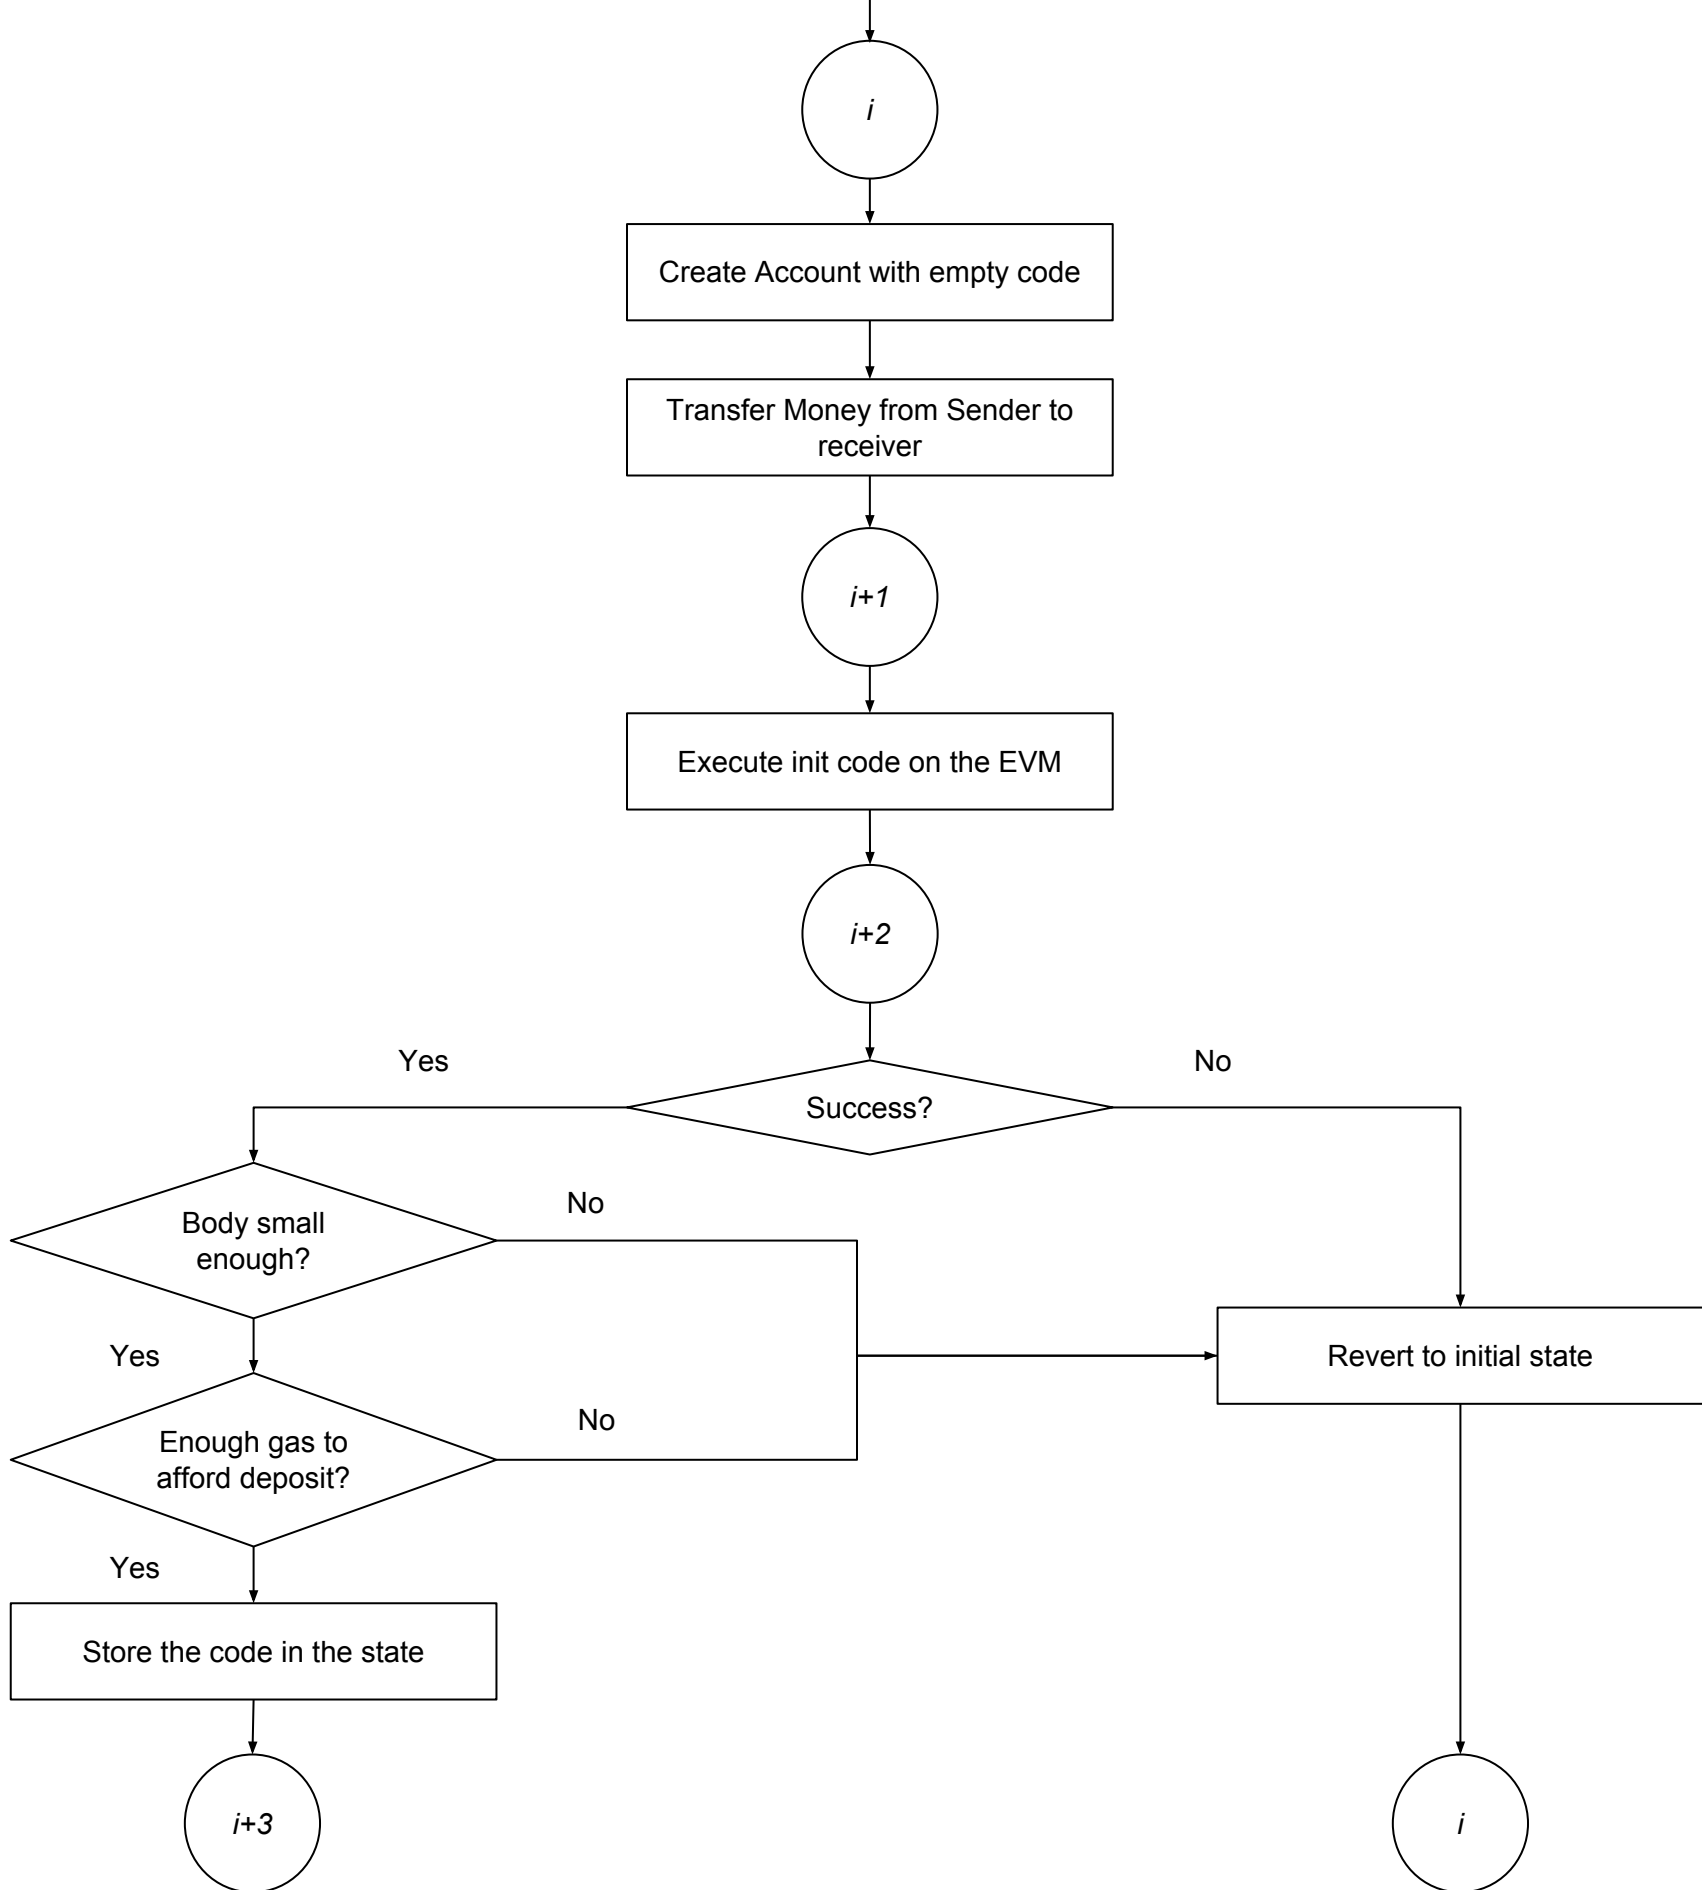 i
Create Account with empty code
Transfer Money from Sender to
receiver
i+1
Execute init code on the EVM
i+2
Yes
No
Success?
No
Body small
enough?
Yes
Revert to initial state
No
Enough gas to
afford deposit?
Yes
Store the code in the state
i+3
i